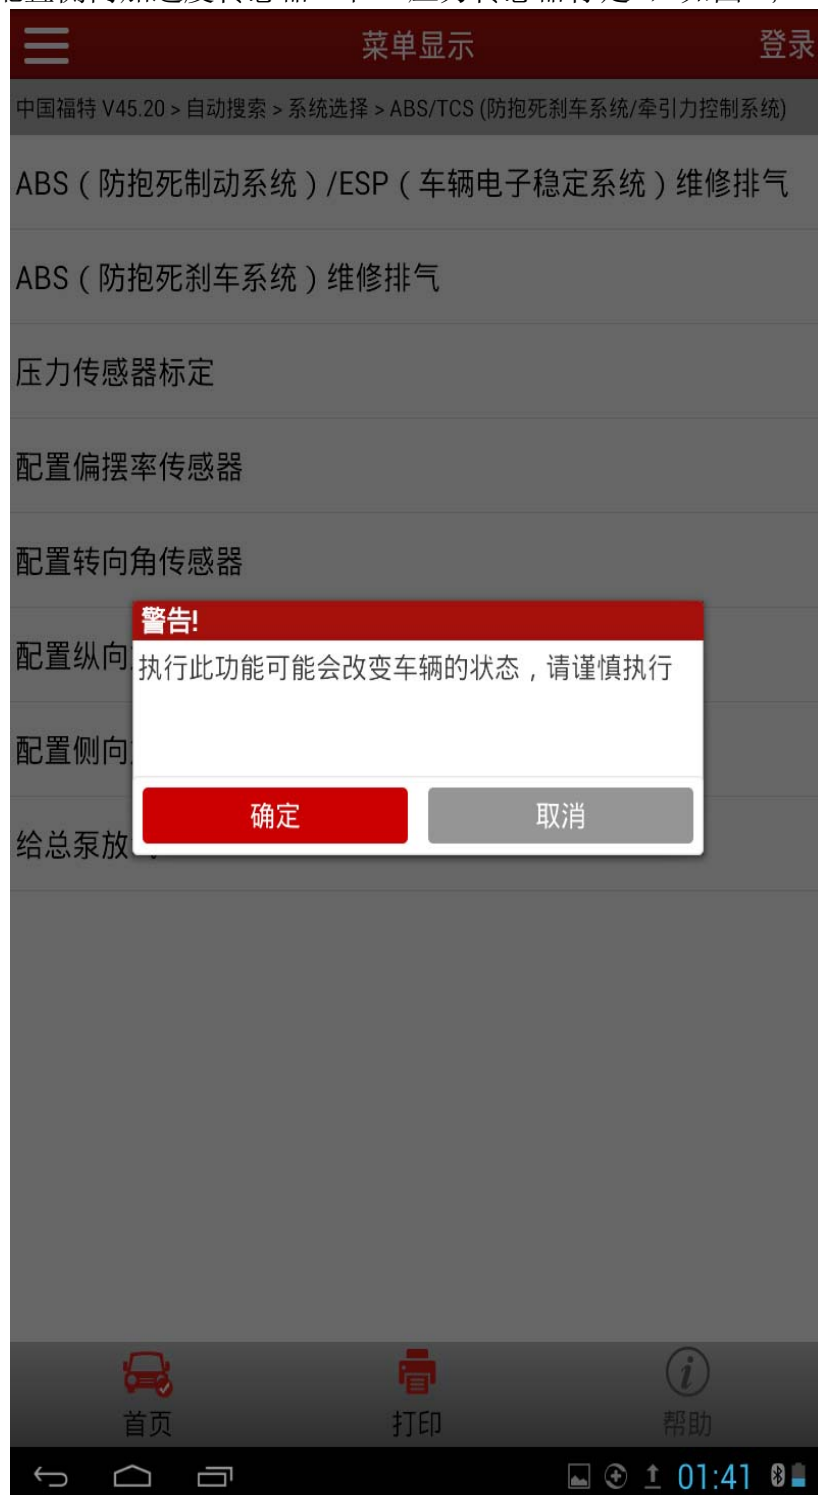 菜单显示 登录
中国福特 V45.20 > 自动搜索 > 系统选择 > ABS/TCS (防抱死刹车系统/牵引力控制系统)
ABS（防抱死制动系统）/ESP（车辆电子稳定系统）维修排气
ABS（防抱死刹车系统）维修排气
压力传感器标定
配置偏摆率传感器
配置转向角传感器
警告!
配置纵向
执行此功能可能会改变车辆的状态，请谨慎执行
配置侧向
确定 取消
给总泵放
首页 打印 帮助
01:41